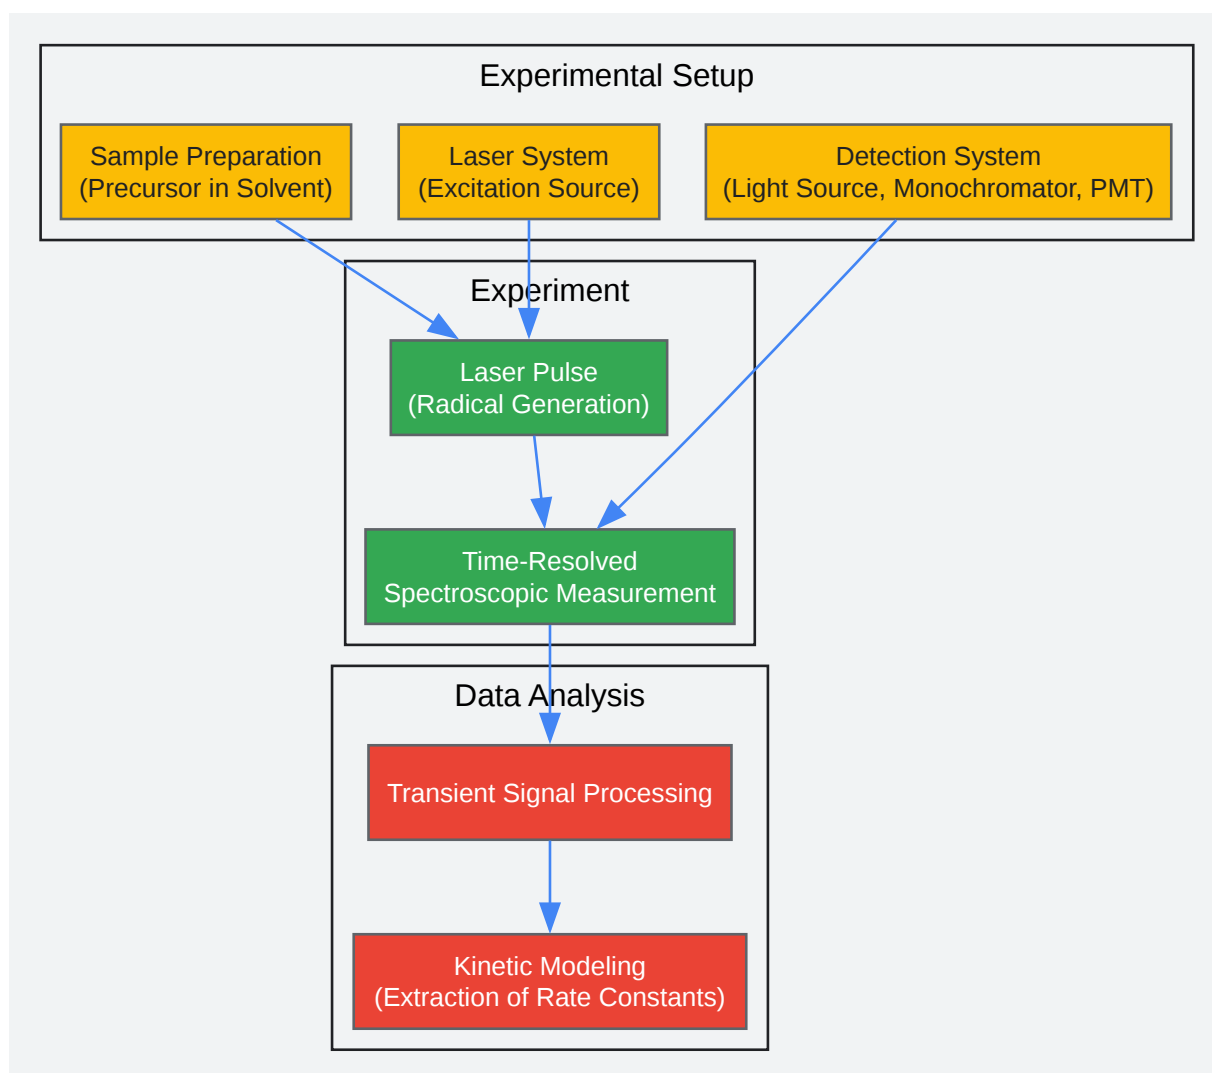 Experimental Setup
Sample Preparation
(Precursor in Solvent)
Laser System
(Excitation Source)
Detection System
(Light Source, Monochromator, PMT)
Experiment
Laser Pulse
(Radical Generation)
Time-Resolved
Spectroscopic Measurement
Data Analysis
Transient Signal Processing
Kinetic Modeling
(Extraction of Rate Constants)